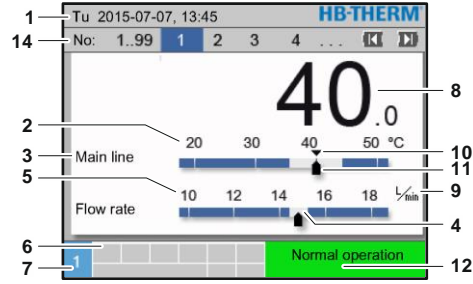 1 Tu 2015-07-07, 13:45 HB-THERM
14 No: 1..99 1 2 3 4 ...
40.0 8
2 20 30 40 50 °C 10
3 Main line 11
5 10 12 14 16 18 L/min 9
Flow rate 4
6
7 1 Normal operation 12